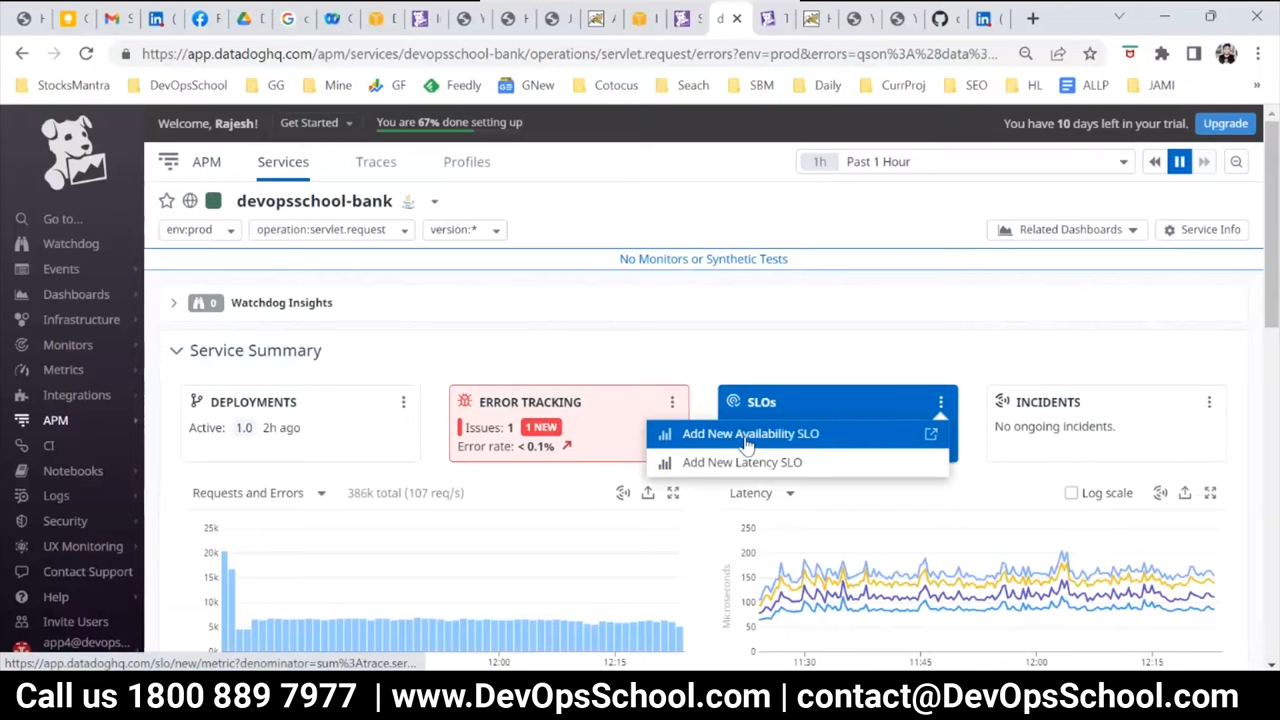 https://app.datadoghq.com/apm/services/devopsschool-bank/operations/servlet.request/errors?env=prod&errors=qson%3A%28data%...
StocksMantra DevOpsSchool GG Mine GF Feedly GNew Cotocus Seach SBM Daily CurrProj SEO HL ALLP JAMI »
Welcome, Rajesh! Get Started You are 67% done setting up You have 10 days left in your trial. Upgrade
APM Services Traces Profiles 1h Past 1 Hour
devopsschool-bank
env:prod operation:servlet.request version:* Related Dashboards Service Info
No Monitors or Synthetic Tests
0 Watchdog Insights
Service Summary
DEPLOYMENTS
Active: 1.0 2h ago
ERROR TRACKING
Issues: 1 1 NEW
Error rate: < 0.1%
SLOs
Add New Availability SLO
Add New Latency SLO
INCIDENTS
No ongoing incidents.
Requests and Errors 386k total (107 req/s)
25k
20k
15k
10k
5k
0k
12:00 12:15
Latency Log scale
Microseconds
250
200
150
100
50
0
11:30 11:45 12:00 12:15
Go to...
Watchdog
Events
Dashboards
Infrastructure
Monitors
Metrics
Integrations
APM
CI
Notebooks
Logs
Security
UX Monitoring
Contact Support
Help
Invite Users
app4@devops...
https://app.datadoghq.com/slo/new/metric?denominator=sum%3Atrace.ser...
Call us 1800 889 7977 | www.DevOpsSchool.com | contact@DevOpsSchool.com